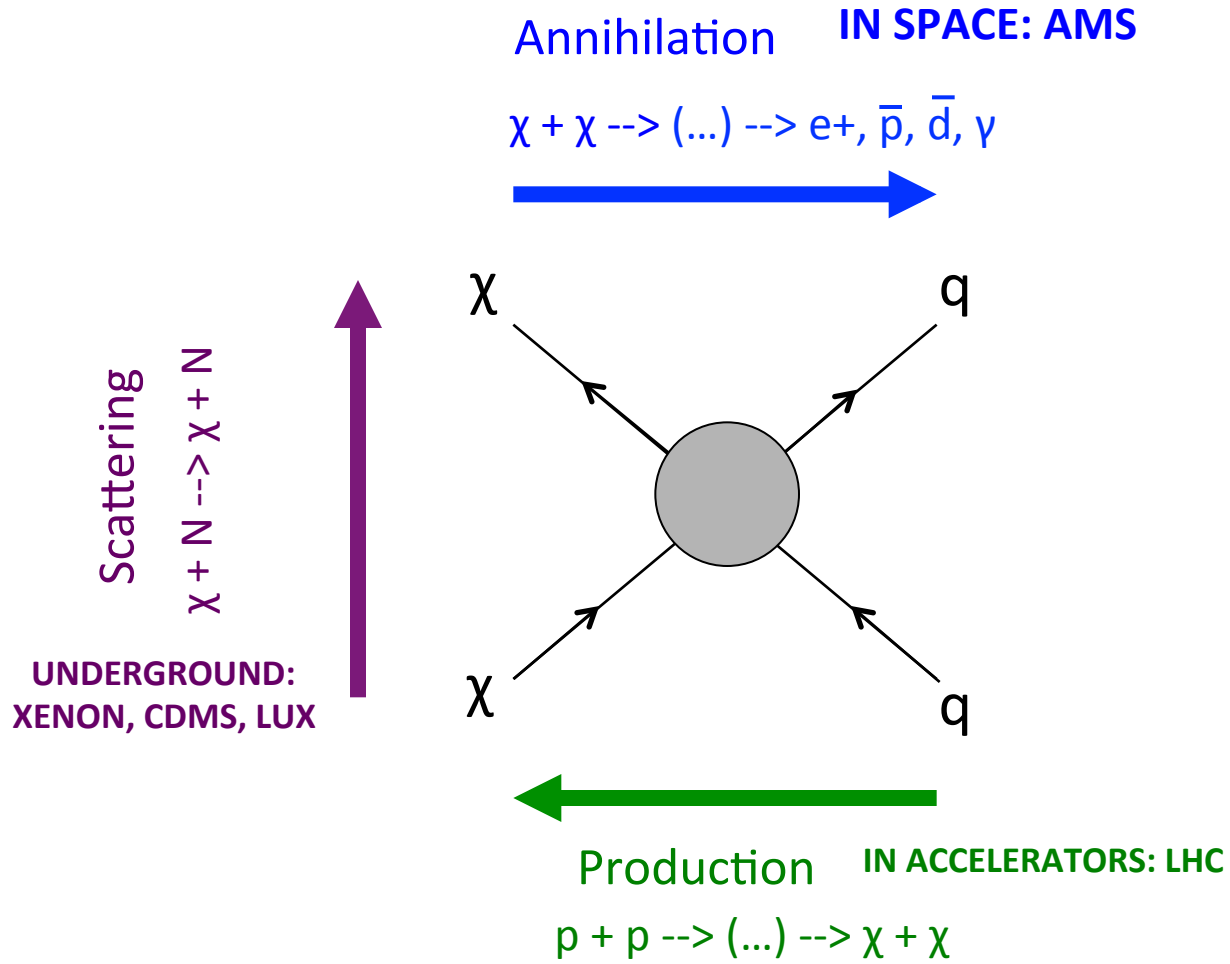 Annihilation
IN SPACE: AMS
χ + χ --> (...) --> e+, p̅, d̅, γ
χ
q
Scattering
χ + N --> χ + N
UNDERGROUND:
XENON, CDMS, LUX
χ
q
Production
IN ACCELERATORS: LHC
p + p --> (...) --> χ + χ